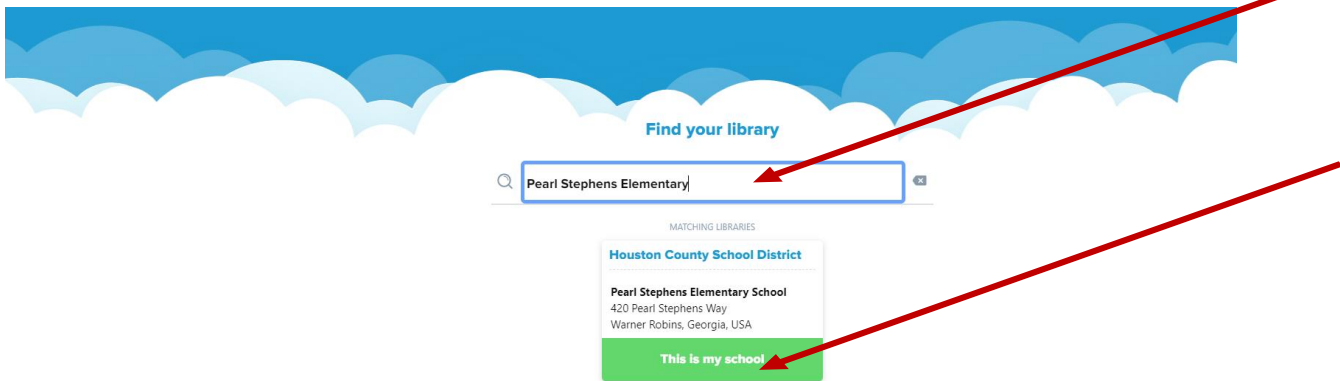 Find your library
Pearl Stephens Elementary
MATCHING LIBRARIES
Houston County School District
Pearl Stephens Elementary School
420 Pearl Stephens Way
Warner Robins, Georgia, USA
This is my school